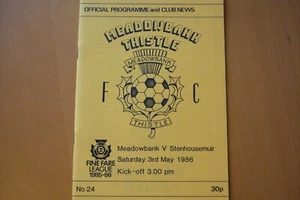 OFFICIAL PROGRAMME and CLUB NEWS
MEADOWBANK
THISTLE
MEADOWBANK
F C
THISTLE
FINE FARE
LEAGUE
1985-86
Meadowbank V Stenhousemuir
Saturday 3rd May 1986
Kick-off 3.00 pm
No 24
30p